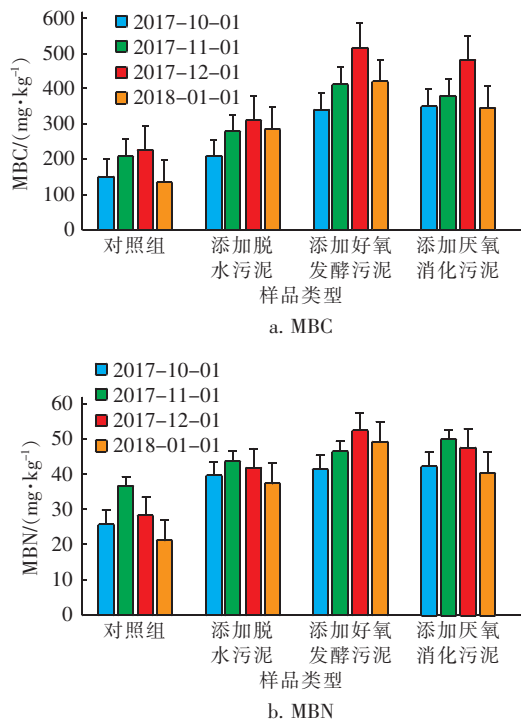 2017-10-01
2017-11-01
2017-12-01
2018-01-01
MBC/(mg•kg⁻¹)
600
500
400
300
200
100
0
对照组 添加脱 添加好氧 添加厌氧
水污泥 发酵污泥 消化污泥
样品类型
a. MBC
2017-10-01
2017-11-01
2017-12-01
2018-01-01
MBN/(mg•kg⁻¹)
60
50
40
30
20
10
0
对照组 添加脱 添加好氧 添加厌氧
水污泥 发酵污泥 消化污泥
样品类型
b. MBN